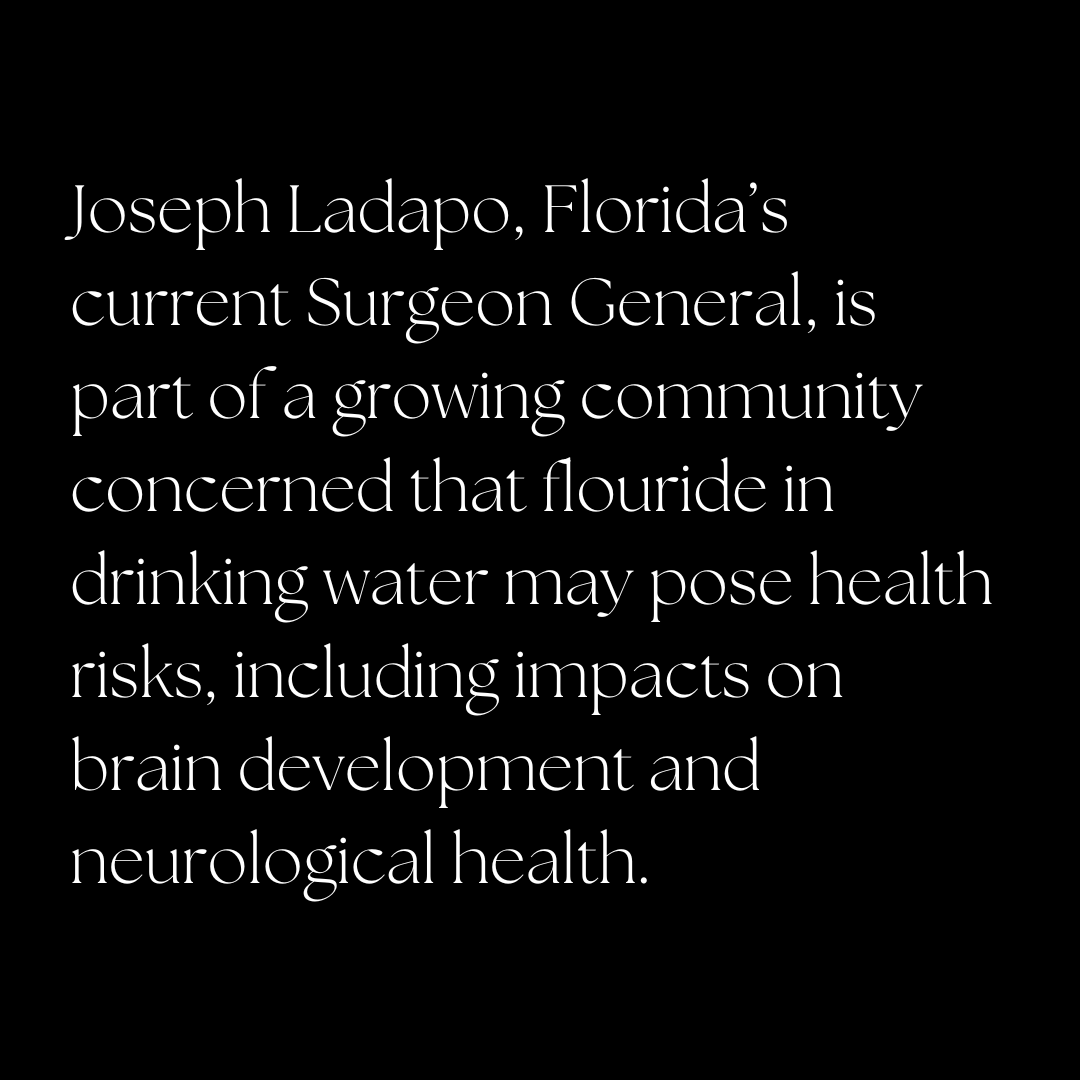 Joseph Ladapo, Florida’s
current Surgeon General, is
part of a growing community
concerned that flouride in
drinking water may pose health
risks, including impacts on
brain development and
neurological health.